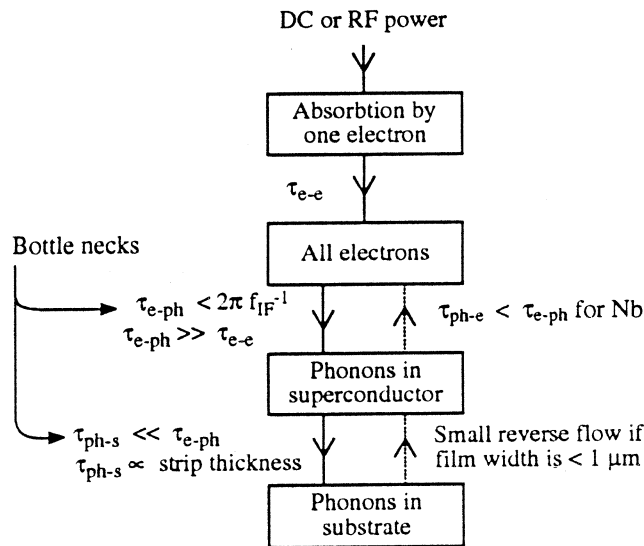 DC or RF power
Absorbtion by
one electron
τe-e
Bottle necks
All electrons
τe-ph < 2π fIF-1
τe-ph >> τe-e
τph-e < τe-ph for Nb
Phonons in
superconductor
τph-s << τe-ph
τph-s ∝ strip thickness
Small reverse flow if
film width is < 1 μm
Phonons in
substrate